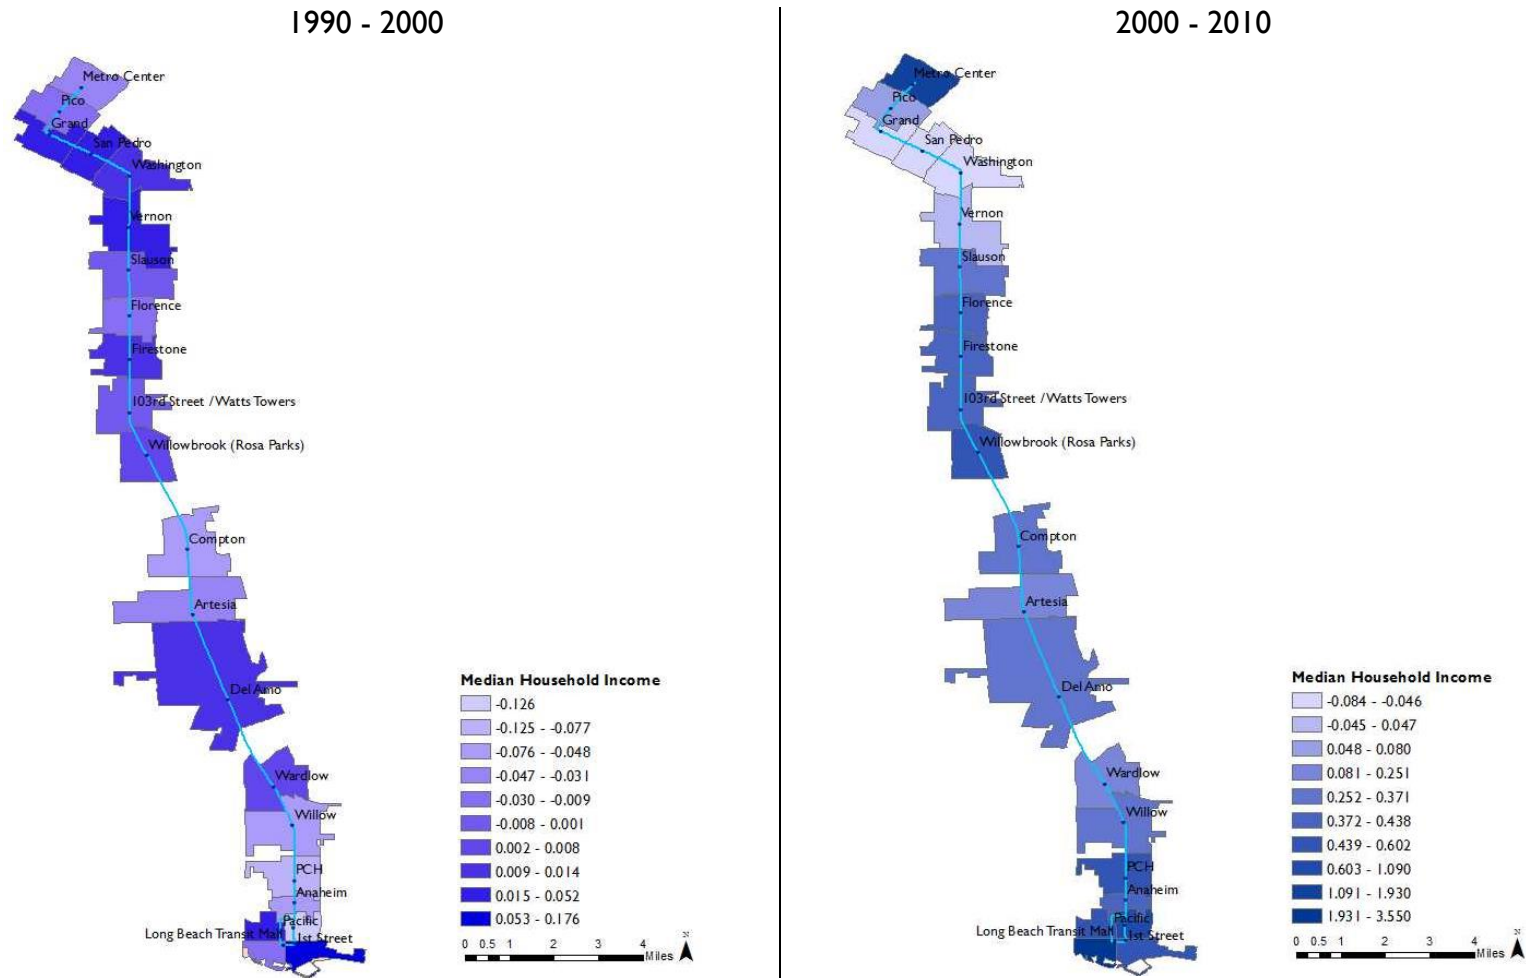 1990 - 2000
Metro Center
Pico
Grand
San Pedro
Washington
Vernon
Slauson
Florence
Firestone
103rd Street / Watts Towers
Willowbrook (Rosa Parks)
Compton
Artesia
Del Amo
Wardlow
Willow
PCH
Anaheim
Pacific
Long Beach Transit Mall
1st Street
Median Household Income
-0.126
-0.125 - -0.077
-0.076 - -0.048
-0.047 - -0.031
-0.030 - -0.009
-0.008 - 0.001
0.002 - 0.008
0.009 - 0.014
0.015 - 0.052
0.053 - 0.176
0 0.5 1 2 3 4
Miles
N
2000 - 2010
Metro Center
Pico
Grand
San Pedro
Washington
Vernon
Slauson
Florence
Firestone
103rd Street / Watts Towers
Willowbrook (Rosa Parks)
Compton
Artesia
Del Amo
Wardlow
Willow
PCH
Anaheim
Pacific
Long Beach Transit Mall
1st Street
Median Household Income
-0.084 - -0.046
-0.045 - 0.047
0.048 - 0.080
0.081 - 0.251
0.252 - 0.371
0.372 - 0.438
0.439 - 0.602
0.603 - 1.090
1.091 - 1.930
1.931 - 3.550
0 0.5 1 2 3 4
Miles
N